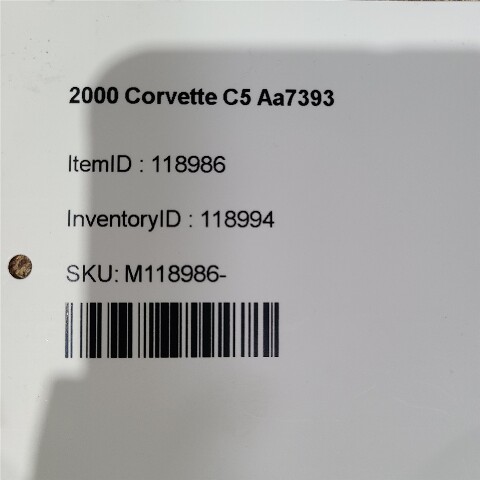 2000 Corvette C5 Aa7393
ItemID : 118986
InventoryID : 118994
SKU: M118986-